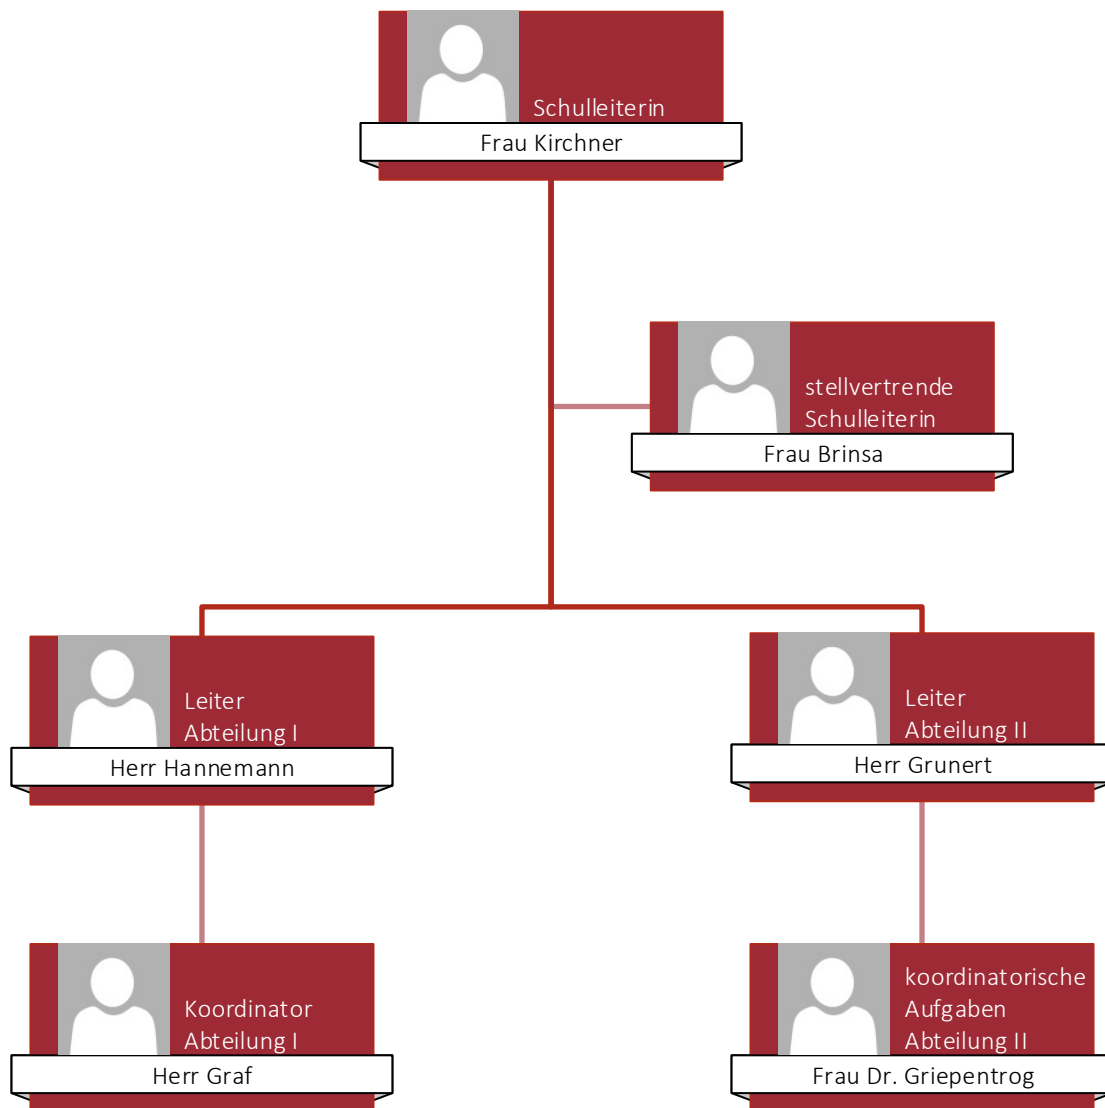 Schulleiterin
Frau Kirchner
stellvertrende
Schulleiterin
Frau Brinsa
Leiter
Abteilung I
Herr Hannemann
Leiter
Abteilung II
Herr Grunert
Koordinator
Abteilung I
Herr Graf
koordinatorische
Aufgaben
Abteilung II
Frau Dr. Griepentrog